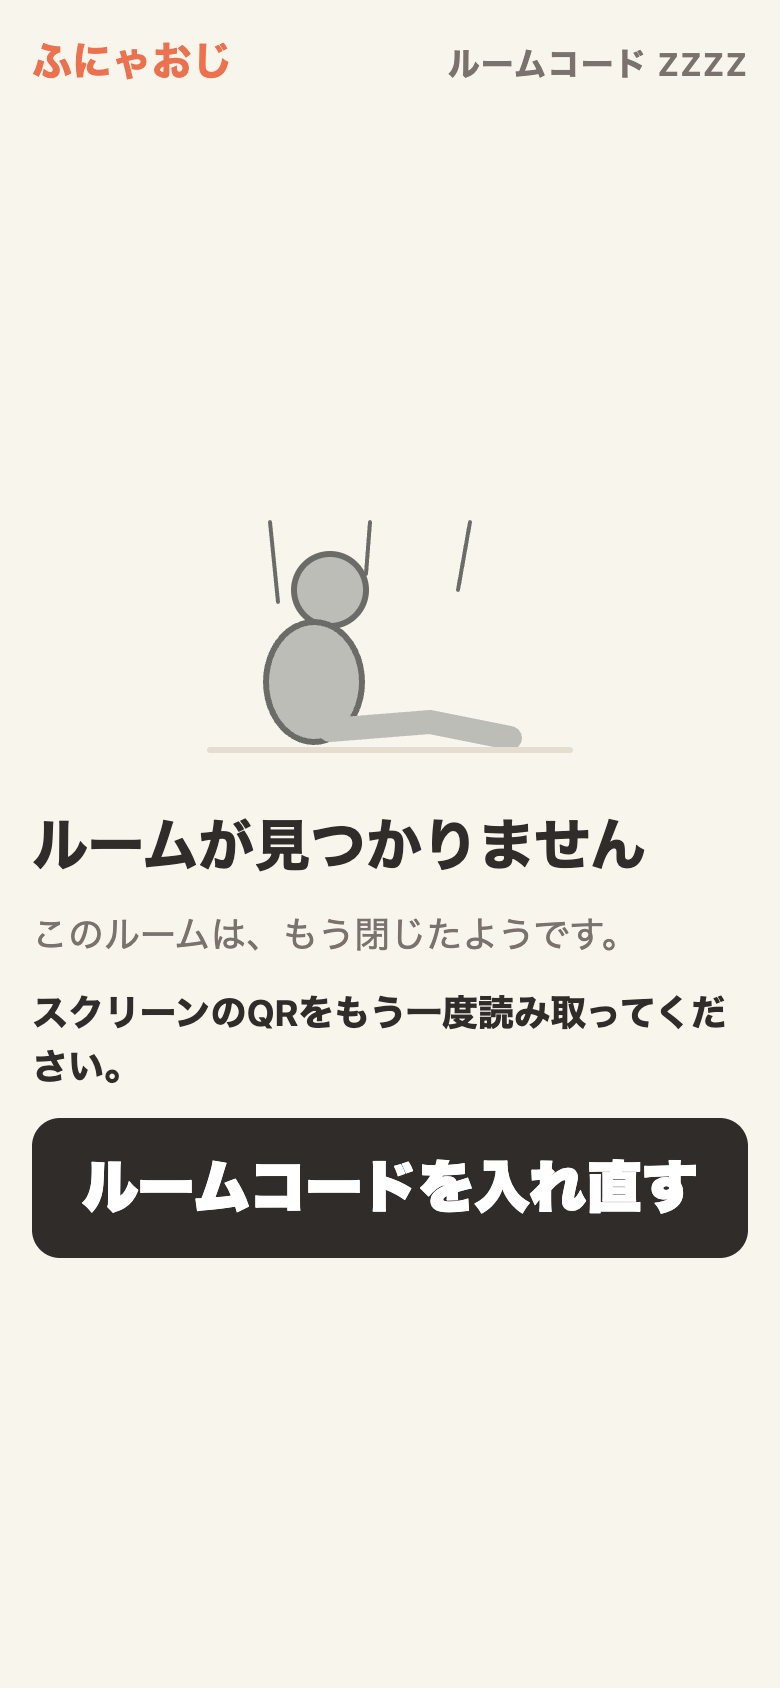 ふにゃおじ
ルームコード ZZZZ
ルームが見つかりません
このルームは、もう閉じたようです。
スクリーンのQRをもう一度読み取ってくだ
さい。
ルームコードを入れ直す